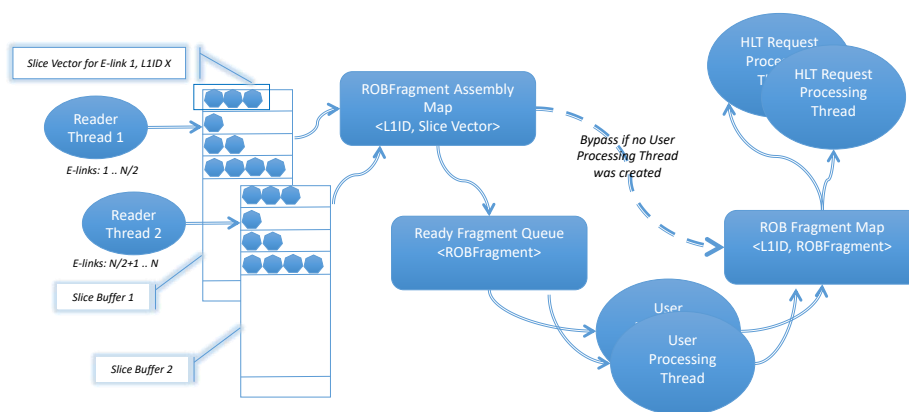 Slice Vector for E-link 1, L1ID X
Reader
Thread 1
E-links: 1 .. N/2
Reader
Thread 2
E-links: N/2+1 .. N
Slice Buffer 1
Slice Buffer 2
ROBFragment Assembly
Map
<L1ID, Slice Vector>
Bypass if no User
Processing Thread
was created
Ready Fragment Queue
<ROBFragment>
User
User
Processing
Thread
ROB Fragment Map
<L1ID, ROBFragment>
HLT Request
HLT Request
Processing
Thread